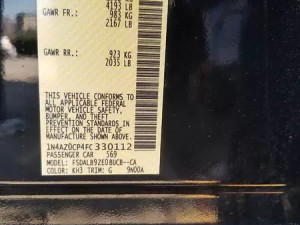 4193 LB
GAWR FR.: 983 KG
2167 LB
GAWR RR.: 923 KG
2035 LB
THIS VEHICLE CONFORMS TO
ALL APPLICABLE FEDERAL
MOTOR VEHICLE SAFETY,
BUMPER, AND THEFT
PREVENTION STANDARDS
IN EFFECT ON THE DATE OF
MANUFACTURE SHOWN ABOVE.
1N4AZ0CP4FC330112
PASSENGER CAR 569
MODEL: FSDALB9ZE0BUCB--CA
COLOR: KH3 TRIM: G 9N00A